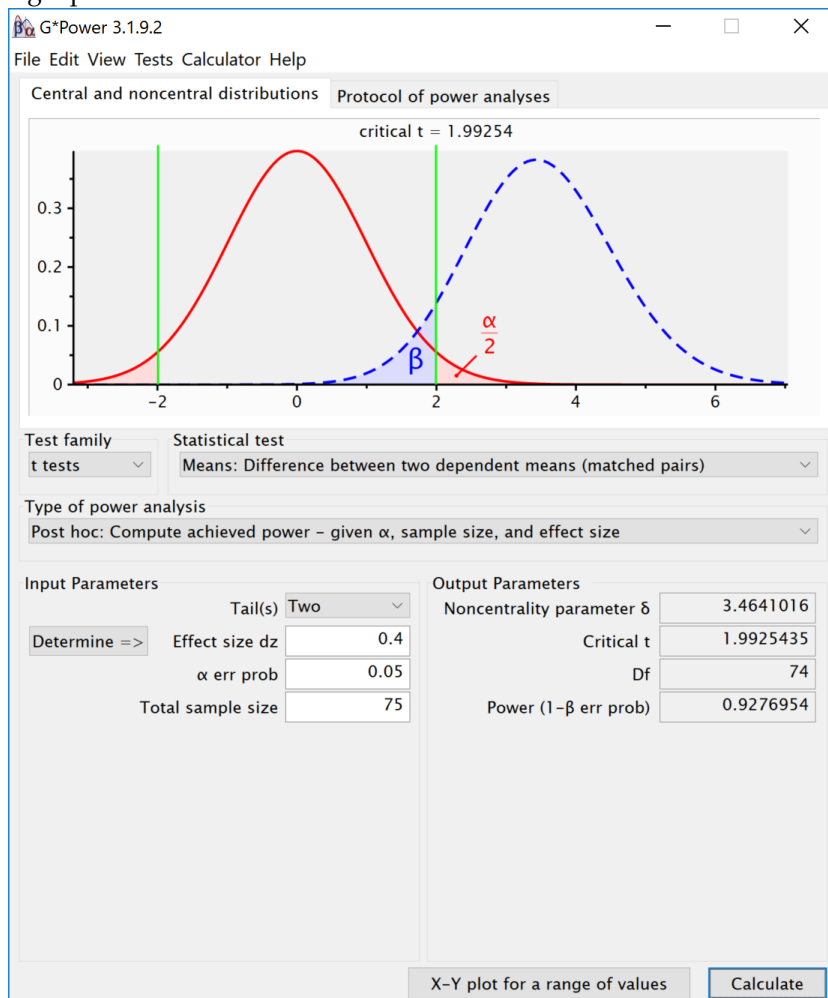 G*Power 3.1.9.2
File Edit View Tests Calculator Help
Central and noncentral distributions Protocol of power analyses
critical t = 1.99254
0.3
0.2
0.1
0
α
2
β
-2 0 2 4 6
Test family Statistical test
t tests Means: Difference between two dependent means (matched pairs)
Type of power analysis
Post hoc: Compute achieved power - given α, sample size, and effect size
Input Parameters Output Parameters
Tail(s) Two Noncentrality parameter δ 3.4641016
Determine => Effect size dz 0.4 Critical t 1.9925435
α err prob 0.05 Df 74
Total sample size 75 Power (1-β err prob) 0.9276954
X-Y plot for a range of values Calculate